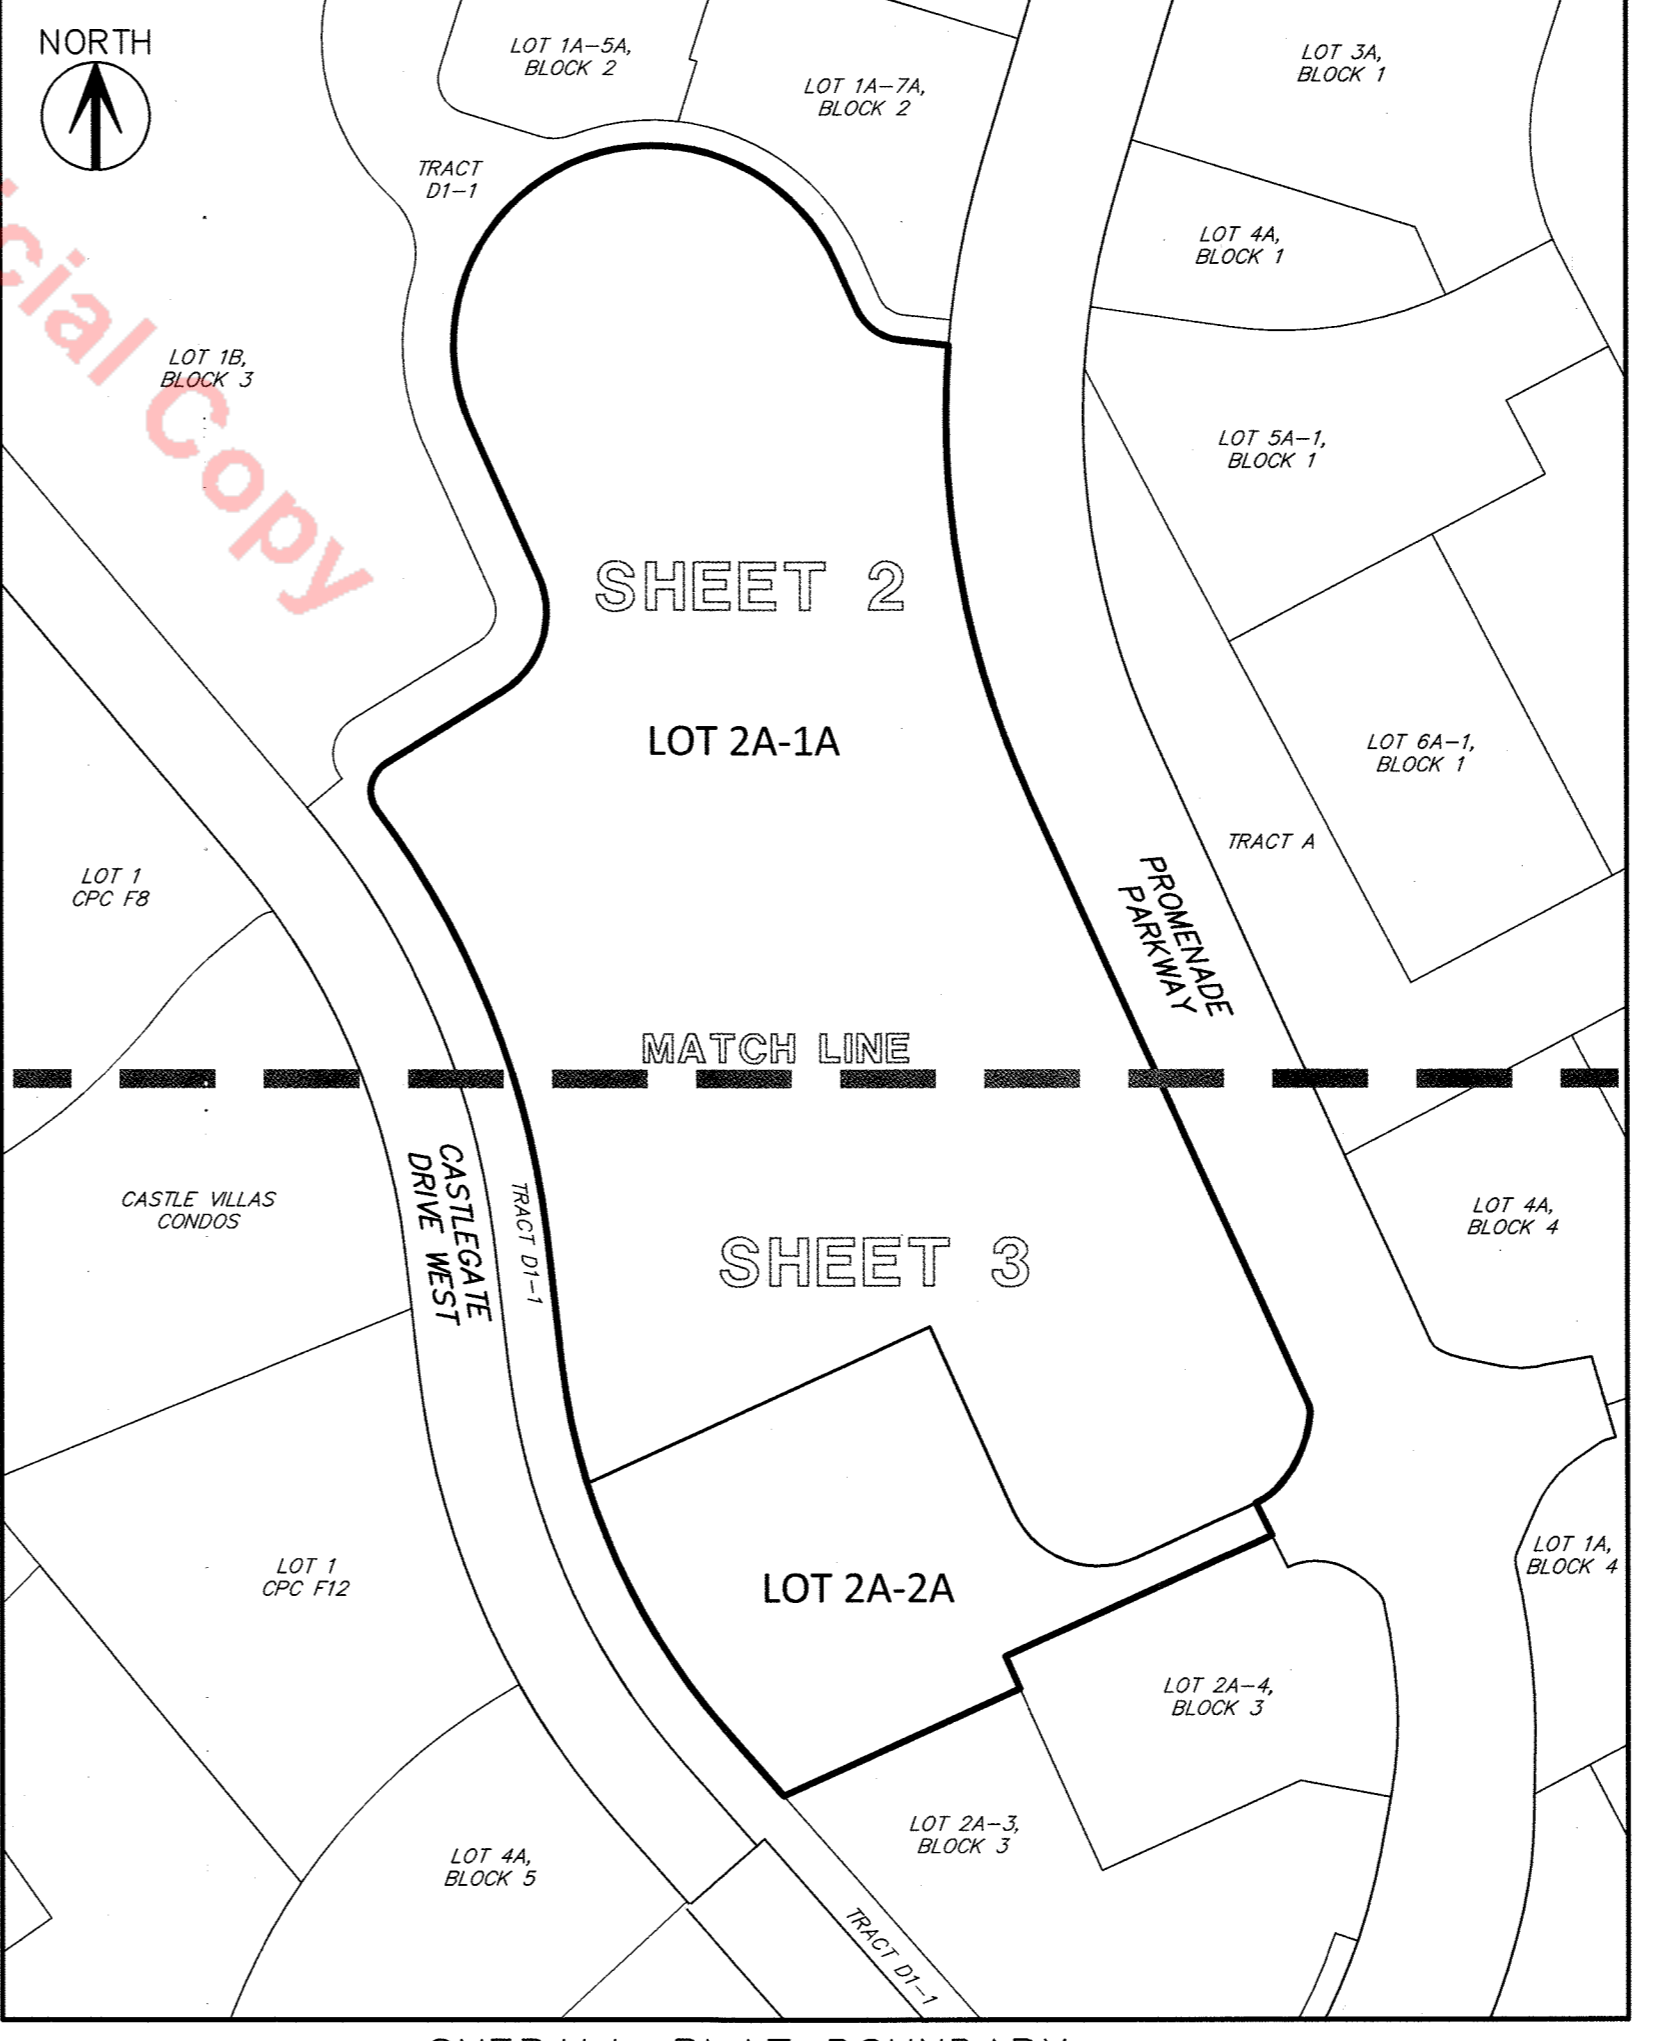 NORTH
LOT 1A-5A,
BLOCK 2
LOT 1A-7A,
BLOCK 2
LOT 3A,
BLOCK 1
TRACT
D1-1
LOT 4A,
BLOCK 1
LOT 1B,
BLOCK 3
cial Copy
LOT 5A-1,
BLOCK 1
SHEET 2
LOT 2A-1A
LOT 6A-1,
BLOCK 1
TRACT A
LOT 1
CPC F8
PROMENADE
PARKWAY
MATCH LINE
CASTLE VILLAS
CONDOS
CASTLEGATE
DRIVE WEST
TRACT D1-1
SHEET 3
LOT 4A,
BLOCK 4
LOT 1
CPC F12
LOT 2A-2A
LOT 1A,
BLOCK 4
LOT 2A-4,
BLOCK 3
LOT 2A-3,
BLOCK 3
LOT 4A,
BLOCK 5
TRACT D1-1
OVERALL PLAT BOUNDARY